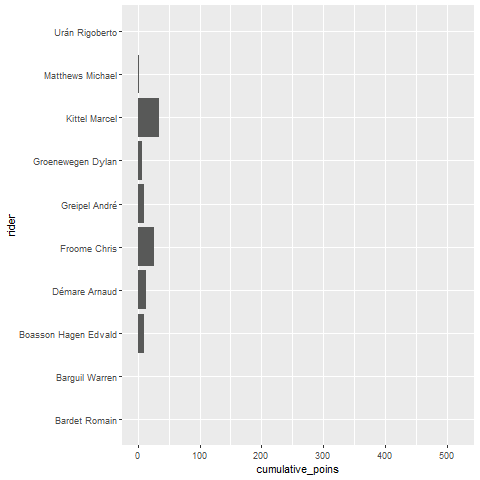 Urán Rigoberto
Matthews Michael
Kittel Marcel
Groenewegen Dylan
Greipel André
Froome Chris
Démare Arnaud
Boasson Hagen Edvald
Barguil Warren
Bardet Romain
rider
0 100 200 300 400 500
cumulative_poins